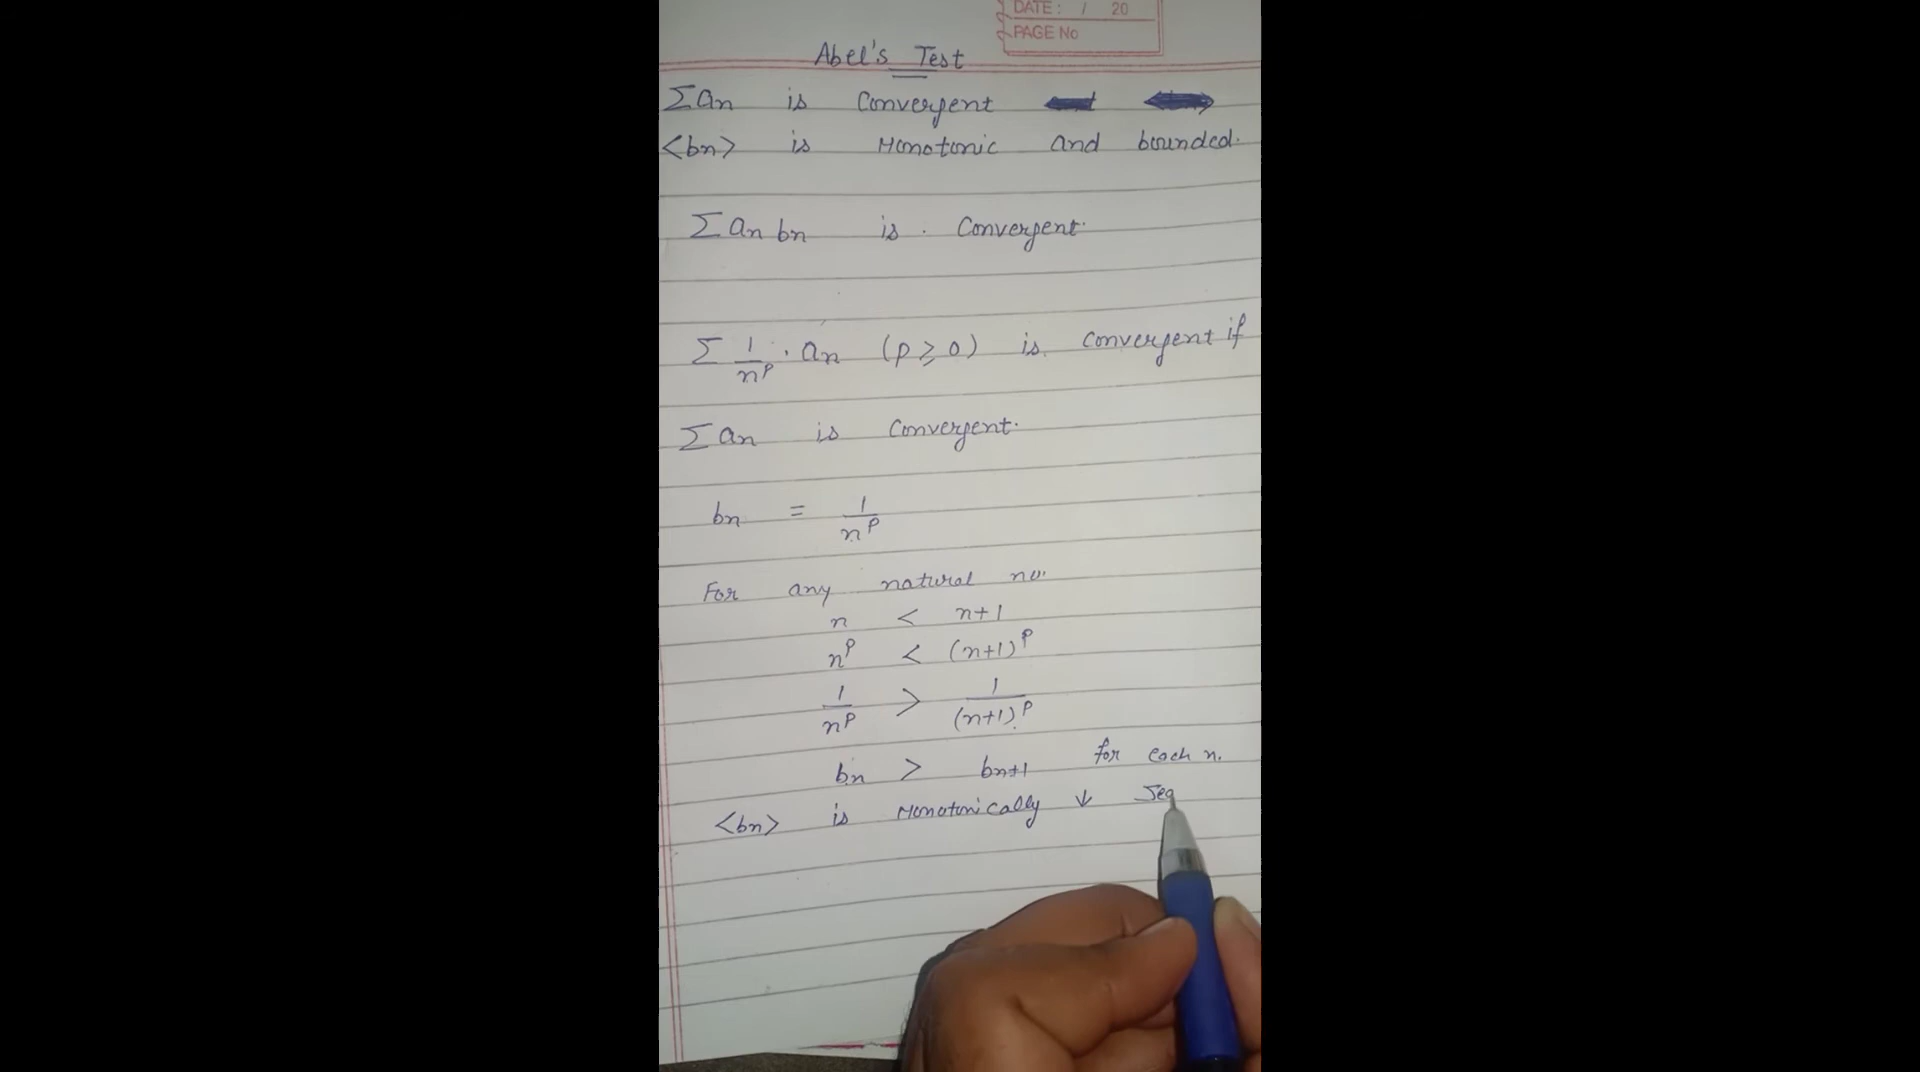 DATE: / 20
PAGE No
Abel's Test
Σan is Convergent
<bn> is Monotonic and bounded.
Σ an bn is . Convergent.
Σ 1/n^p . an (p ≥ 0) is convergent if
Σ an is Convergent.
bn = 1/n^p
For any natural no.
n < n+1
n^p < (n+1)^p
1/n^p > 1/(n+1)^p
bn > bn+1 for each n.
<bn> is Monotonically ↓ Seq